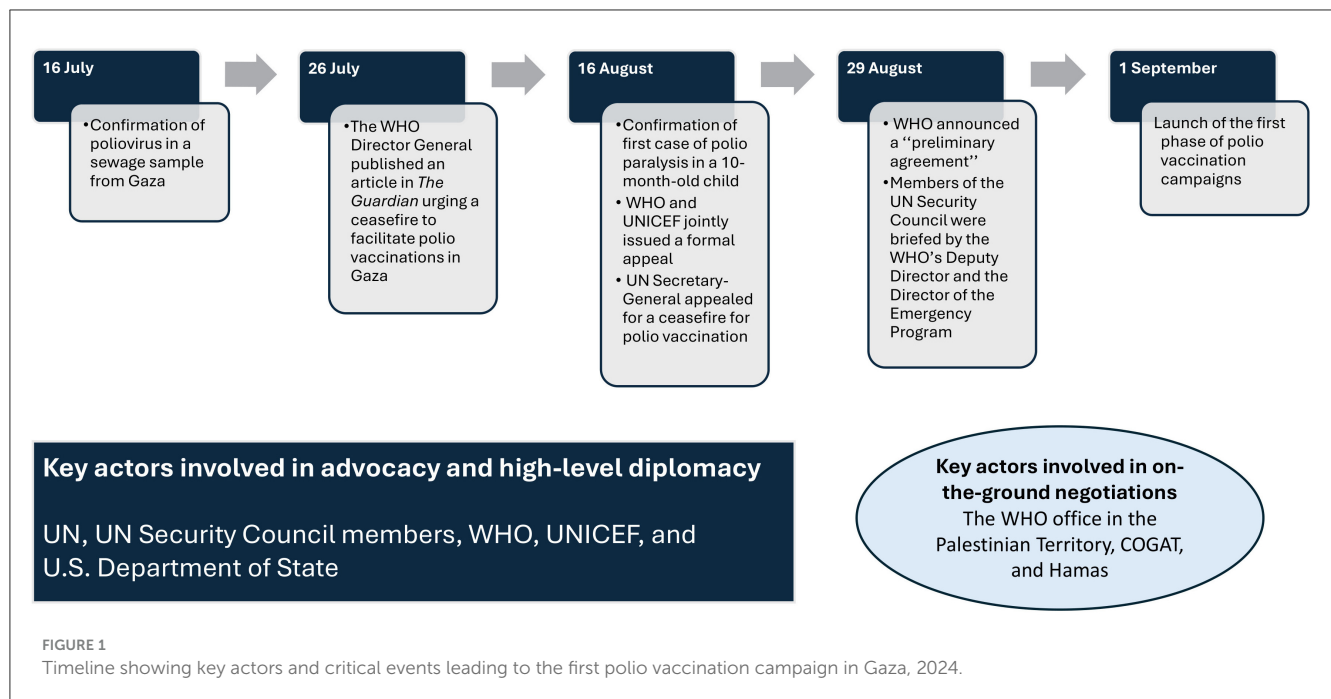 16 July
•Confirmation of
poliovirus in a
sewage sample
from Gaza
26 July
•The WHO
Director General
published an
article in The
Guardian urging a
ceasefire to
facilitate polio
vaccinations in
Gaza
16 August
•Confirmation of
first case of polio
paralysis in a 10-
month-old child
• WHO and
UNICEF jointly
issued a formal
appeal
• UN Secretary-
General appealed
for a ceasefire for
polio vaccination
29 August
• WHO announced
a ‘‘preliminary
agreement’’
• Members of the
UN Security
Council were
briefed by the
WHO’s Deputy
Director and the
Director of the
Emergency
Program
1 September
Launch of the first
phase of polio
vaccination
campaigns
Key actors involved in advocacy and high-level diplomacy
UN, UN Security Council members, WHO, UNICEF, and
U.S. Department of State
Key actors involved in on-
the-ground negotiations
The WHO office in the
Palestinian Territory, COGAT,
and Hamas
FIGURE 1
Timeline showing key actors and critical events leading to the first polio vaccination campaign in Gaza, 2024.